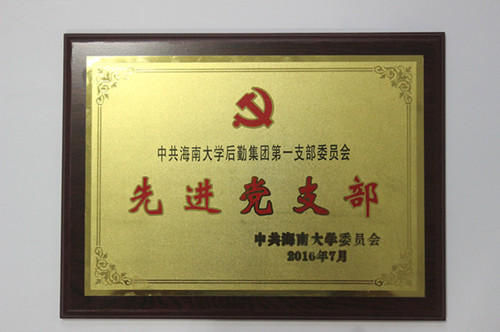 中共海南大学后勤集团第一支部委员会
先进党支部
中共海南大学委员会
2016年7月